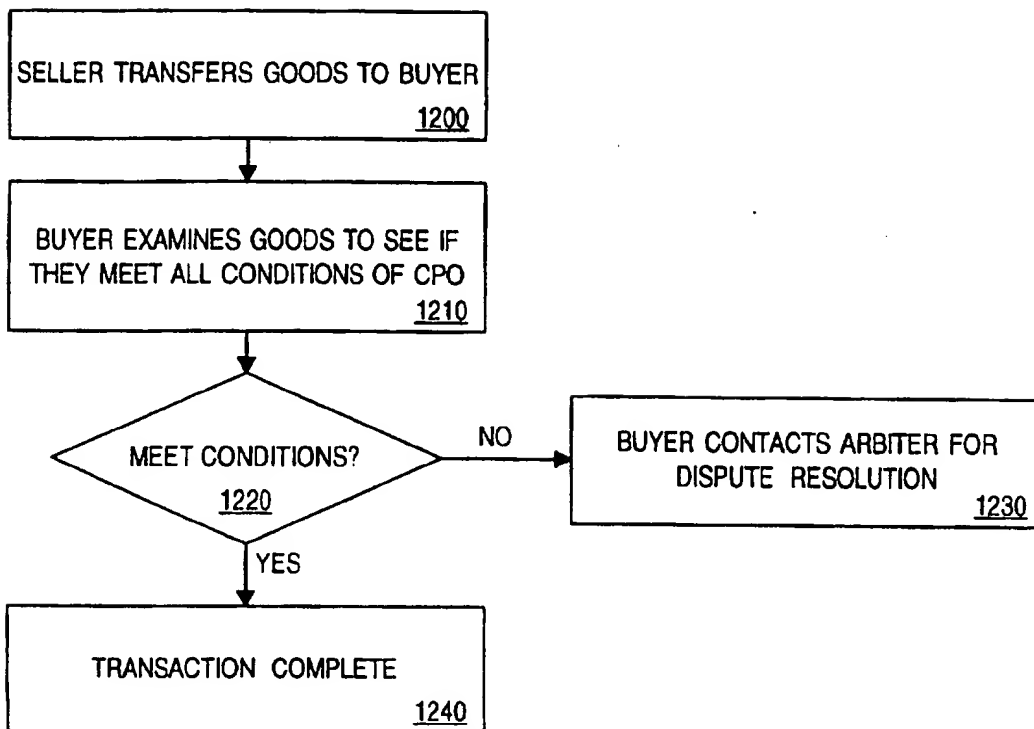 SELLER TRANSFERS GOODS TO BUYER
1200
BUYER EXAMINES GOODS TO SEE IF
THEY MEET ALL CONDITIONS OF CPO
1210
MEET CONDITIONS?
1220
NO
BUYER CONTACTS ARBITER FOR
DISPUTE RESOLUTION
1230
YES
TRANSACTION COMPLETE
1240